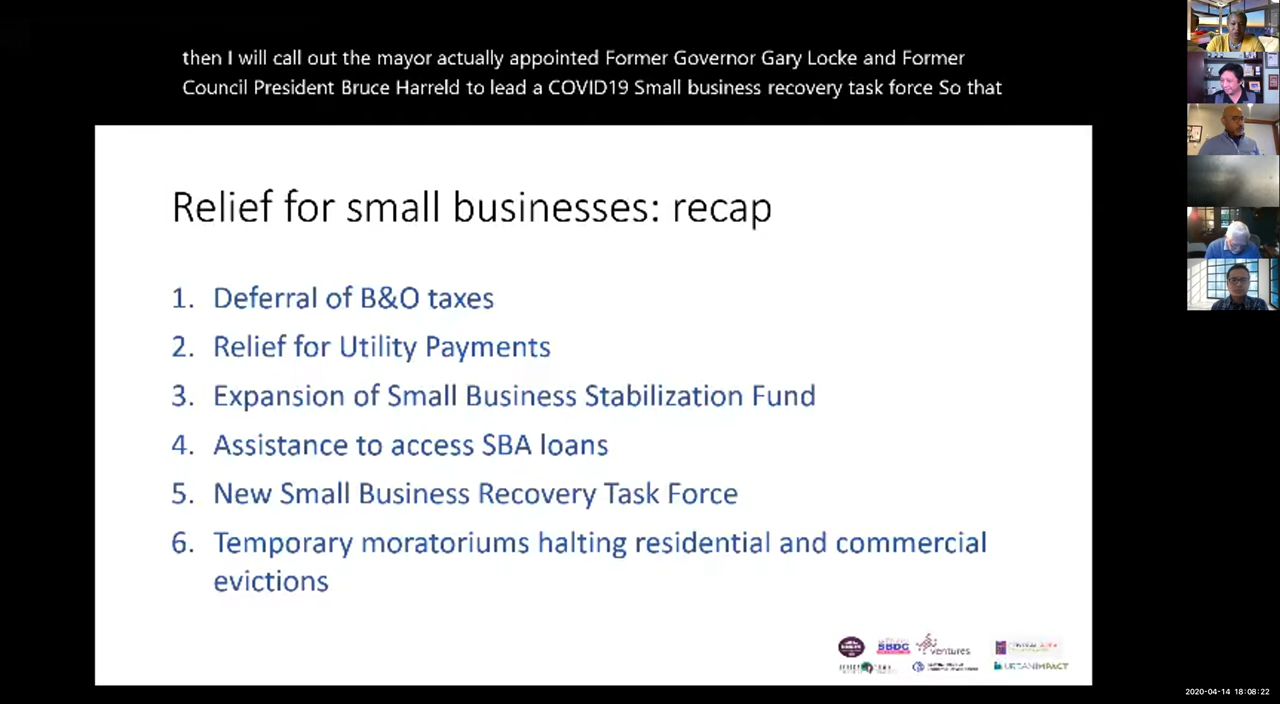 then I will call out the mayor actually appointed Former Governor Gary Locke and Former
Council President Bruce Harreld to lead a COVID19 Small business recovery task force So that
Relief for small businesses: recap
1. Deferral of B&O taxes
2. Relief for Utility Payments
3. Expansion of Small Business Stabilization Fund
4. Assistance to access SBA loans
5. New Small Business Recovery Task Force
6. Temporary moratoriums halting residential and commercial
evictions
SBDC
ventures
URBANIMPACT
2020-04-14 18:08:22